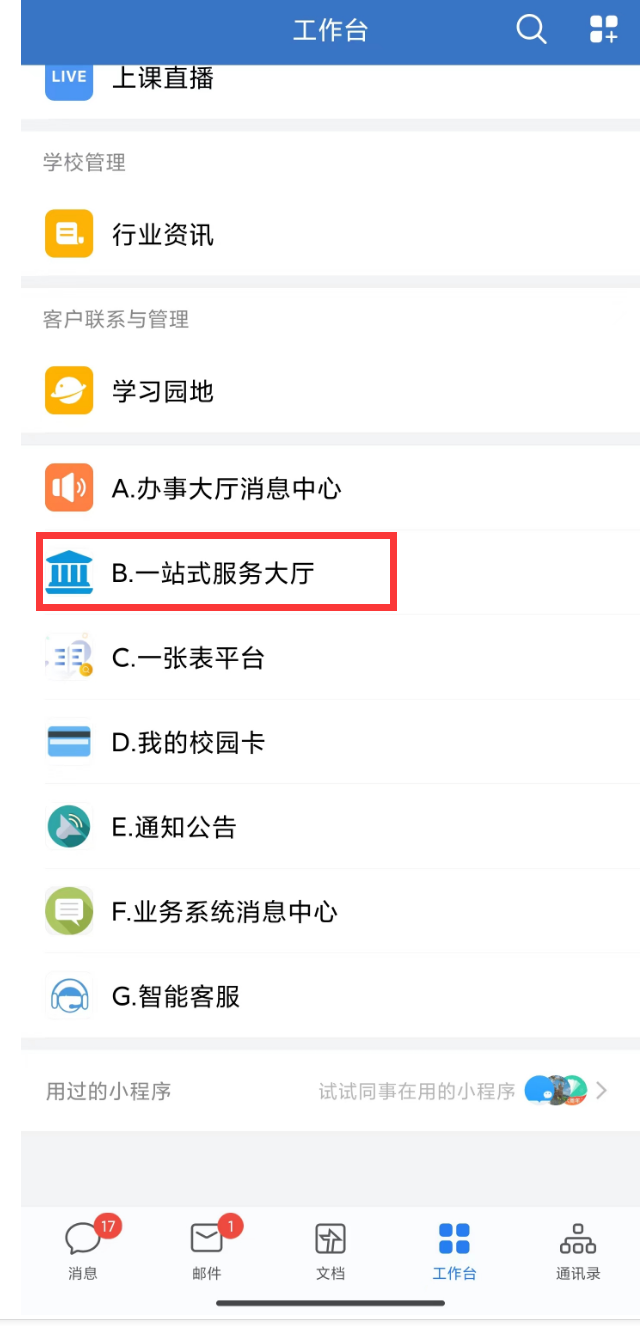 工作台
LIVE 上课直播
学校管理
行业资讯
客户联系与管理
学习园地
A.办事大厅消息中心
B.一站式服务大厅
C.一张表平台
D.我的校园卡
E.通知公告
F.业务系统消息中心
G.智能客服
用过的小程序 试试同事在用的小程序
17 1
消息 邮件 文档 工作台 通讯录